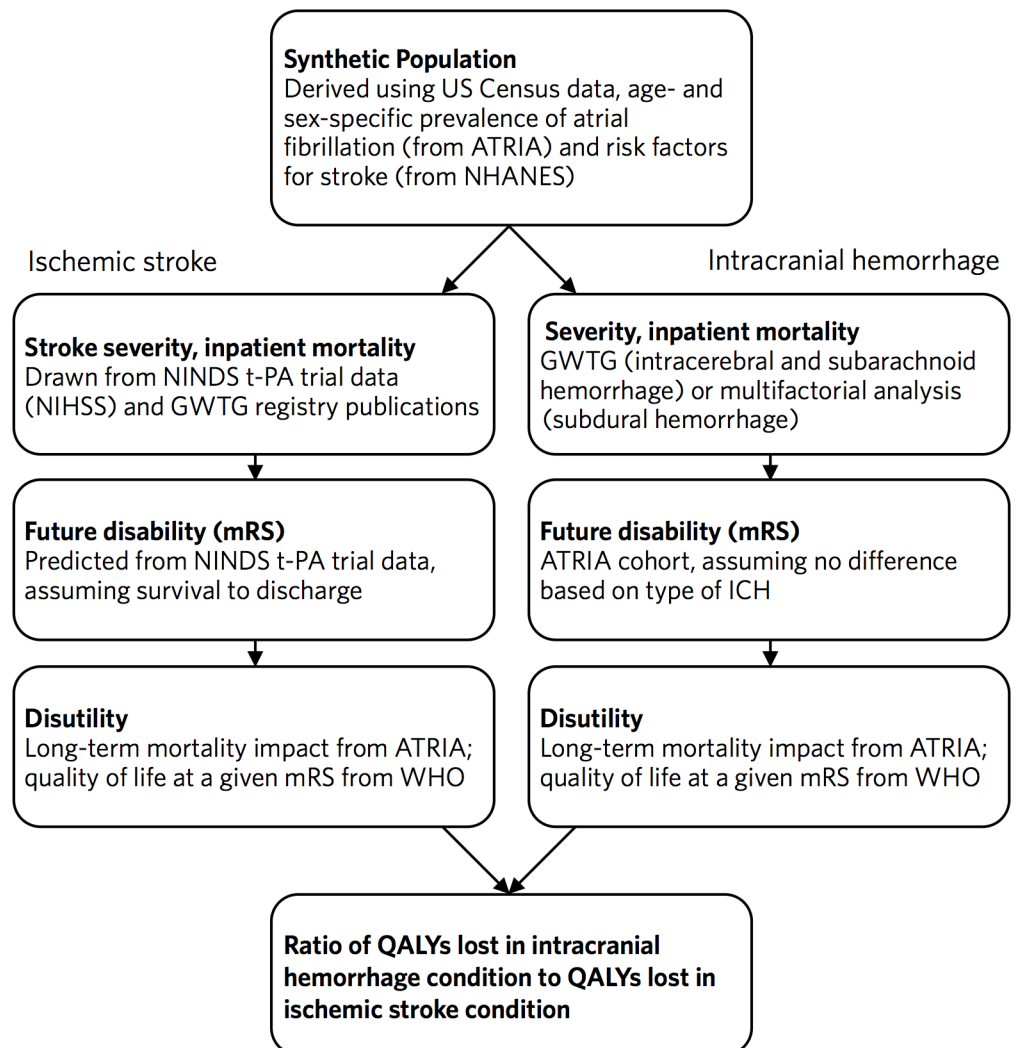 Synthetic Population
Derived using US Census data, age- and
sex-specific prevalence of atrial
fibrillation (from ATRIA) and risk factors
for stroke (from NHANES)
Ischemic stroke
Intracranial hemorrhage
Stroke severity, inpatient mortality
Drawn from NINDS t-PA trial data
(NIHSS) and GWTG registry publications
Severity, inpatient mortality
GWTG (intracerebral and subarachnoid
hemorrhage) or multifactorial analysis
(subdural hemorrhage)
Future disability (mRS)
Predicted from NINDS t-PA trial data,
assuming survival to discharge
Future disability (mRS)
ATRIA cohort, assuming no difference
based on type of ICH
Disutility
Long-term mortality impact from ATRIA;
quality of life at a given mRS from WHO
Disutility
Long-term mortality impact from ATRIA;
quality of life at a given mRS from WHO
Ratio of QALYs lost in intracranial
hemorrhage condition to QALYs lost in
ischemic stroke condition